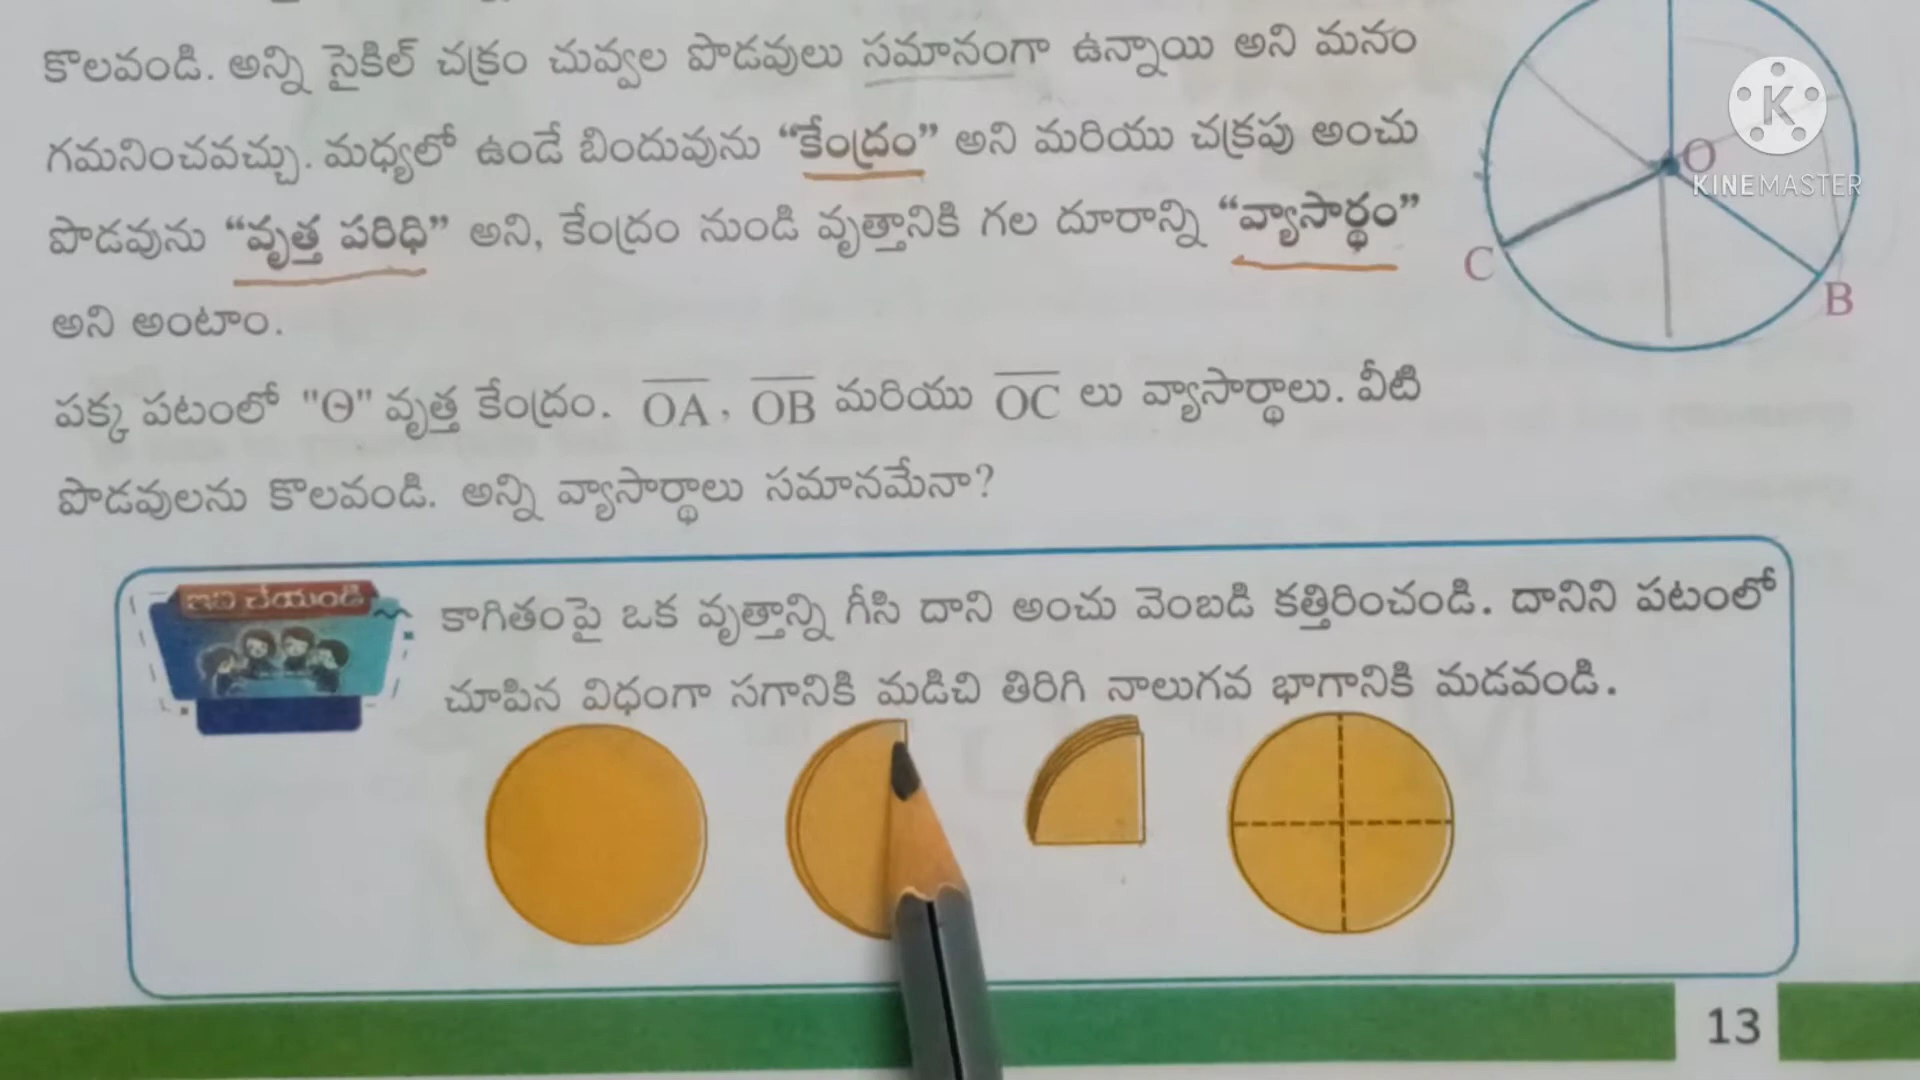 కొలవండి. అన్ని సైకిల్ చక్రం చువ్వల పొడవులు సమానంగా ఉన్నాయి అని మనం
గమనించవచ్చు. మధ్యలో ఉండే బిందువును “కేంద్రం” అని మరియు చక్రపు అంచు
పొడవును “వృత్త పరిధి” అని, కేంద్రం నుండి వృత్తానికి గల దూరాన్ని “వ్యాసార్థం”
అని అంటాం.
పక్క పటంలో "Θ" వృత్త కేంద్రం. OA, OB మరియు OC లు వ్యాసార్థాలు. వీటి
పొడవులను కొలవండి. అన్ని వ్యాసార్థాలు సమానమేనా?
O
C
B
K
KINEMASTER
ఇవి చేయండి
కాగితంపై ఒక వృత్తాన్ని గీసి దాని అంచు వెంబడి కత్తిరించండి. దానిని పటంలో
చూపిన విధంగా సగానికి మడిచి తిరిగి నాలుగవ భాగానికి మడవండి.
13